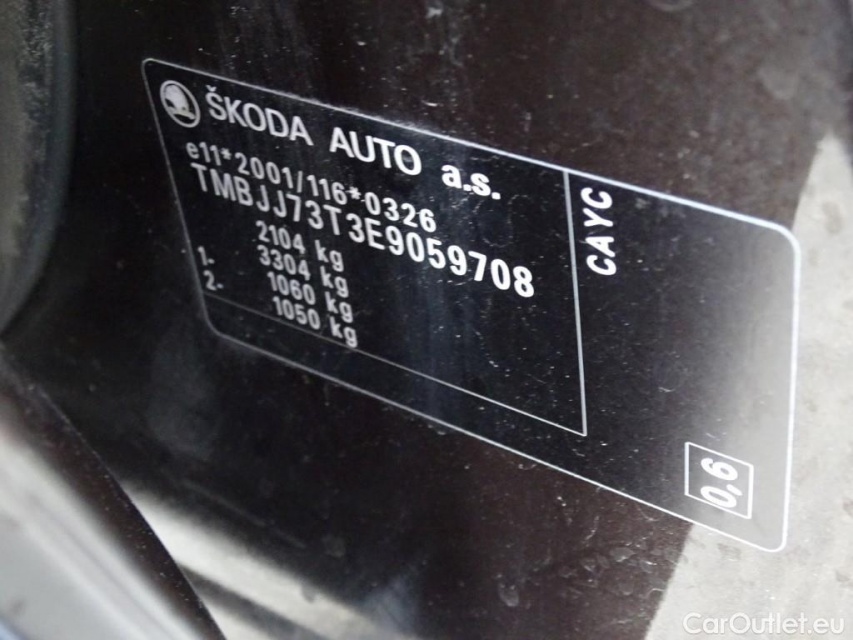 ŠKODA AUTO a.s.
e11*2001/116*0326
TMBJJ73T3E9059708
2104 kg
3304 kg
1- 1060 kg
2- 1050 kg
CAYC
0,6
CarOutlet.eu